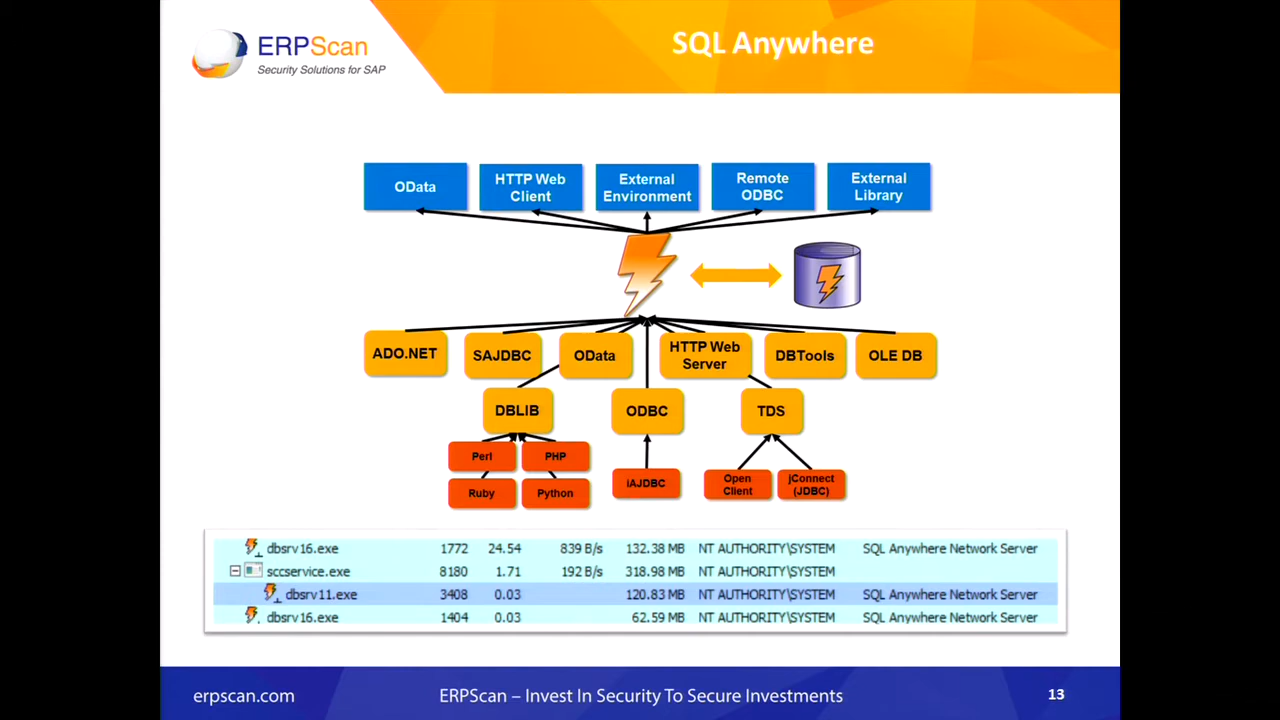 ERPScan
Security Solutions for SAP
SQL Anywhere
OData
HTTP Web
Client
External
Environment
Remote
ODBC
External
Library
ADO.NET
SAJDBC
OData
HTTP Web
Server
DBTools
OLE DB
DBLIB
ODBC
TDS
Perl
PHP
Ruby
Python
iAJDBC
Open
Client
jConnect
(JDBC)
dbsrv16.exe 1772 24.54 839 B/s 132.38 MB NT AUTHORITY\SYSTEM SQL Anywhere Network Server
sccservice.exe 8180 1.71 192 B/s 318.98 MB NT AUTHORITY\SYSTEM
dbsrv11.exe 3408 0.03 120.83 MB NT AUTHORITY\SYSTEM SQL Anywhere Network Server
dbsrv16.exe 1404 0.03 62.59 MB NT AUTHORITY\SYSTEM SQL Anywhere Network Server
erpscan.com ERPScan – Invest In Security To Secure Investments 13